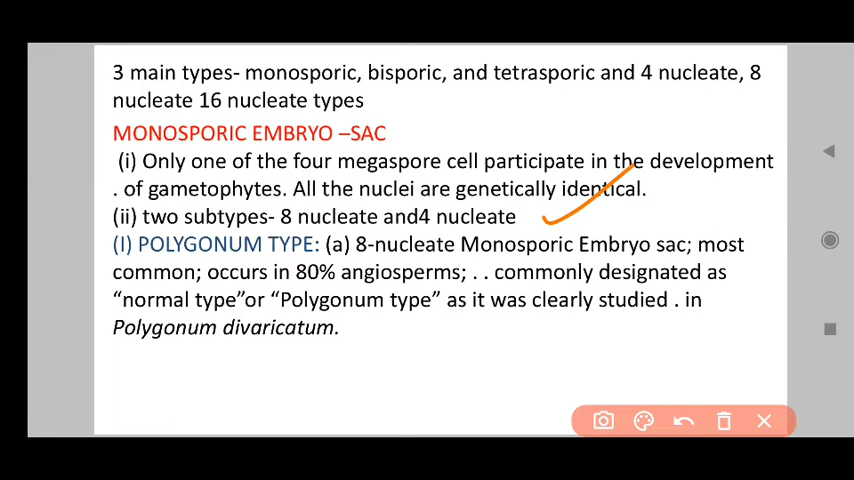 3 main types- monosporic, bisporic, and tetrasporic and 4 nucleate, 8
nucleate 16 nucleate types
MONOSPORIC EMBRYO –SAC
(i) Only one of the four megaspore cell participate in the development
. of gametophytes. All the nuclei are genetically identical.
(ii) two subtypes- 8 nucleate and4 nucleate
(I) POLYGONUM TYPE: (a) 8-nucleate Monosporic Embryo sac; most
common; occurs in 80% angiosperms; . . commonly designated as
“normal type”or “Polygonum type” as it was clearly studied . in
Polygonum divaricatum.